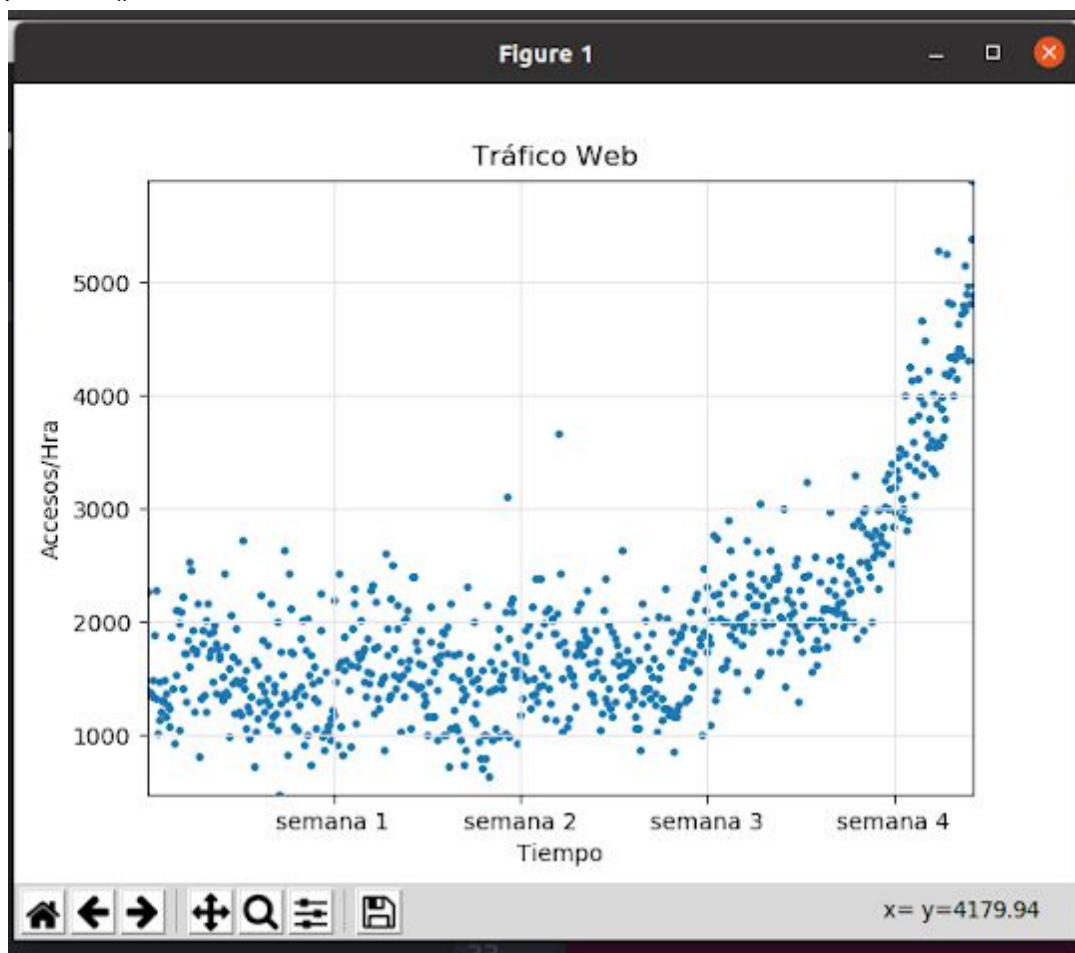 Figure 1
Tráfico Web
5000
4000
3000
2000
1000
Accesos/Hra
semana 1 semana 2 semana 3 semana 4
Tiempo
x= y=4179.94